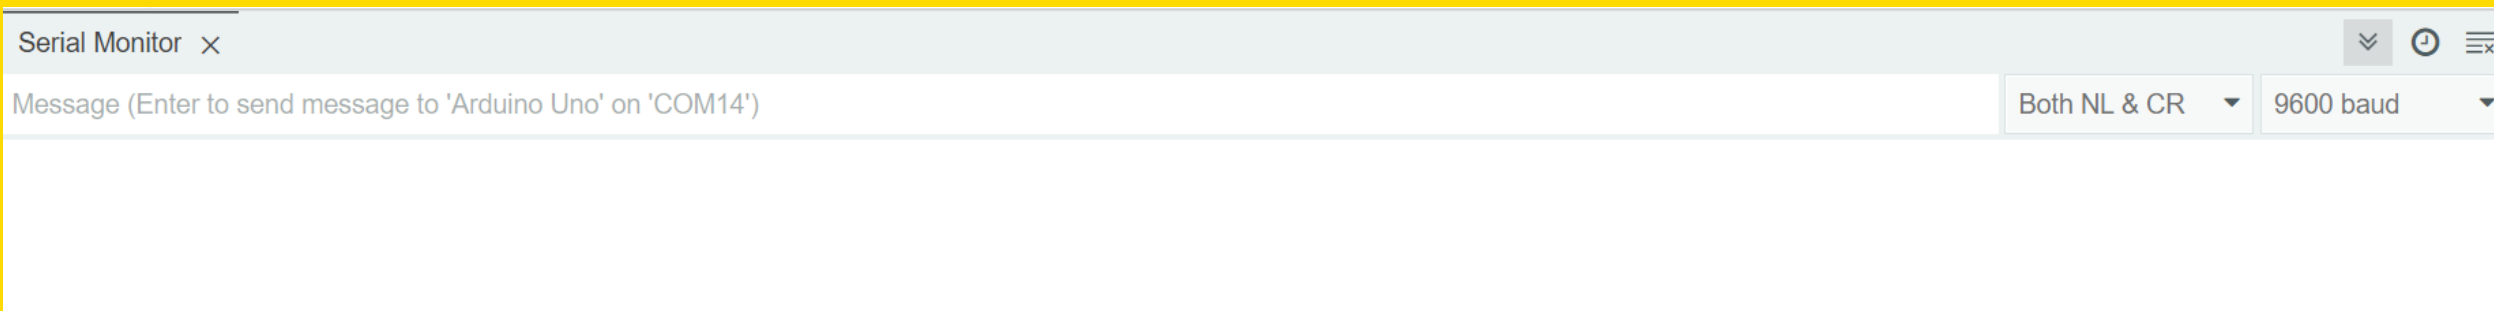 Serial Monitor
Message (Enter to send message to 'Arduino Uno' on 'COM14')
Both NL & CR
9600 baud